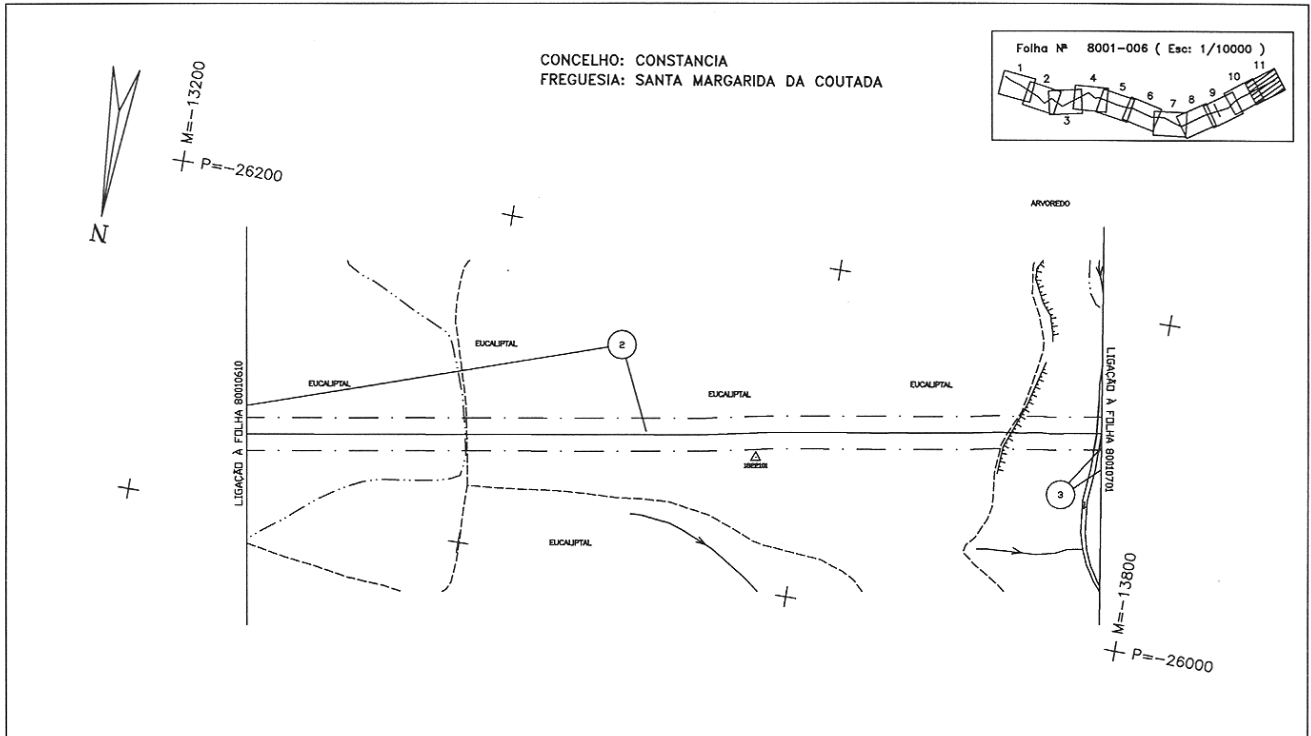 CONCELHO: CONSTANCIA
FREGUESIA: SANTA MARGARIDA DA COUTADA
Folha Nª 8001-006 ( Esc: 1/10000 )
1
2
3
4
5
6
7
8
9
10
11
N
M=-13200
P=-26200
ARVOREDO
LIGAÇÃO À FOLHA 80010610
EUCALIPTAL
EUCALIPTAL
2
EUCALIPTAL
EUCALIPTAL
LIGAÇÃO À FOLHA 80010701
3
EUCALIPTAL
M=-13800
P=-26000